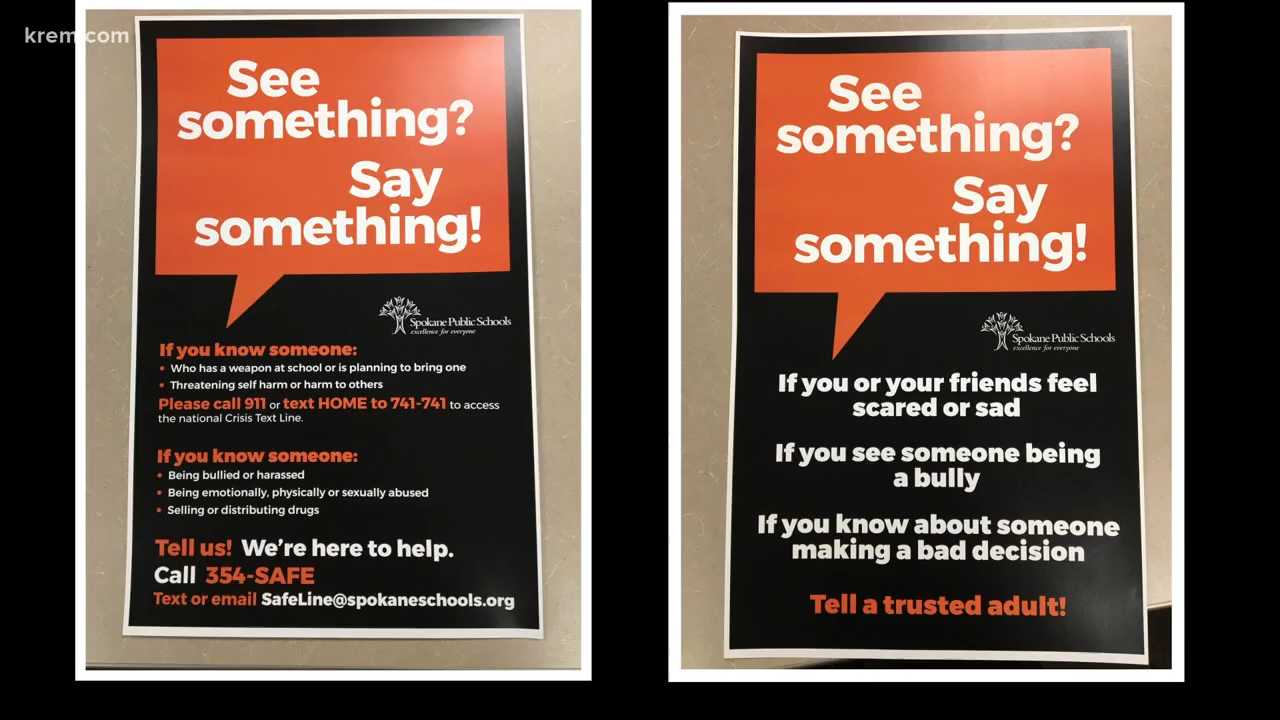 krem.com
See
something?
Say
something!
Spokane Public Schools
excellence for everyone
If you know someone:
• Who has a weapon at school or is planning to bring one
• Threatening self harm or harm to others
Please call 911 or text HOME to 741-741 to access
the national Crisis Text Line.
If you know someone:
• Being bullied or harassed
• Being emotionally, physically or sexually abused
• Selling or distributing drugs
Tell us! We're here to help.
Call 354-SAFE
Text or email SafeLine@spokaneschools.org
See
something?
Say
something!
Spokane Public Schools
excellence for everyone
If you or your friends feel
scared or sad
If you see someone being
a bully
If you know about someone
making a bad decision
Tell a trusted adult!